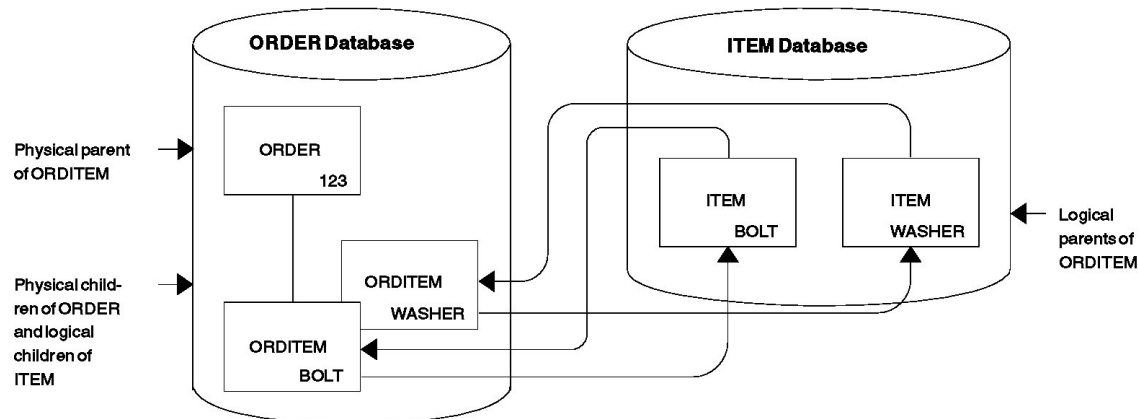 ORDER Database
ITEM Database
Physical parent
of ORDITEM
ORDER
123
ITEM
BOLT
ITEM
WASHER
Logical
parents of
ORDITEM
Physical child-
ren of ORDER
and logical
children of
ITEM
ORDITEM
WASHER
ORDITEM
BOLT